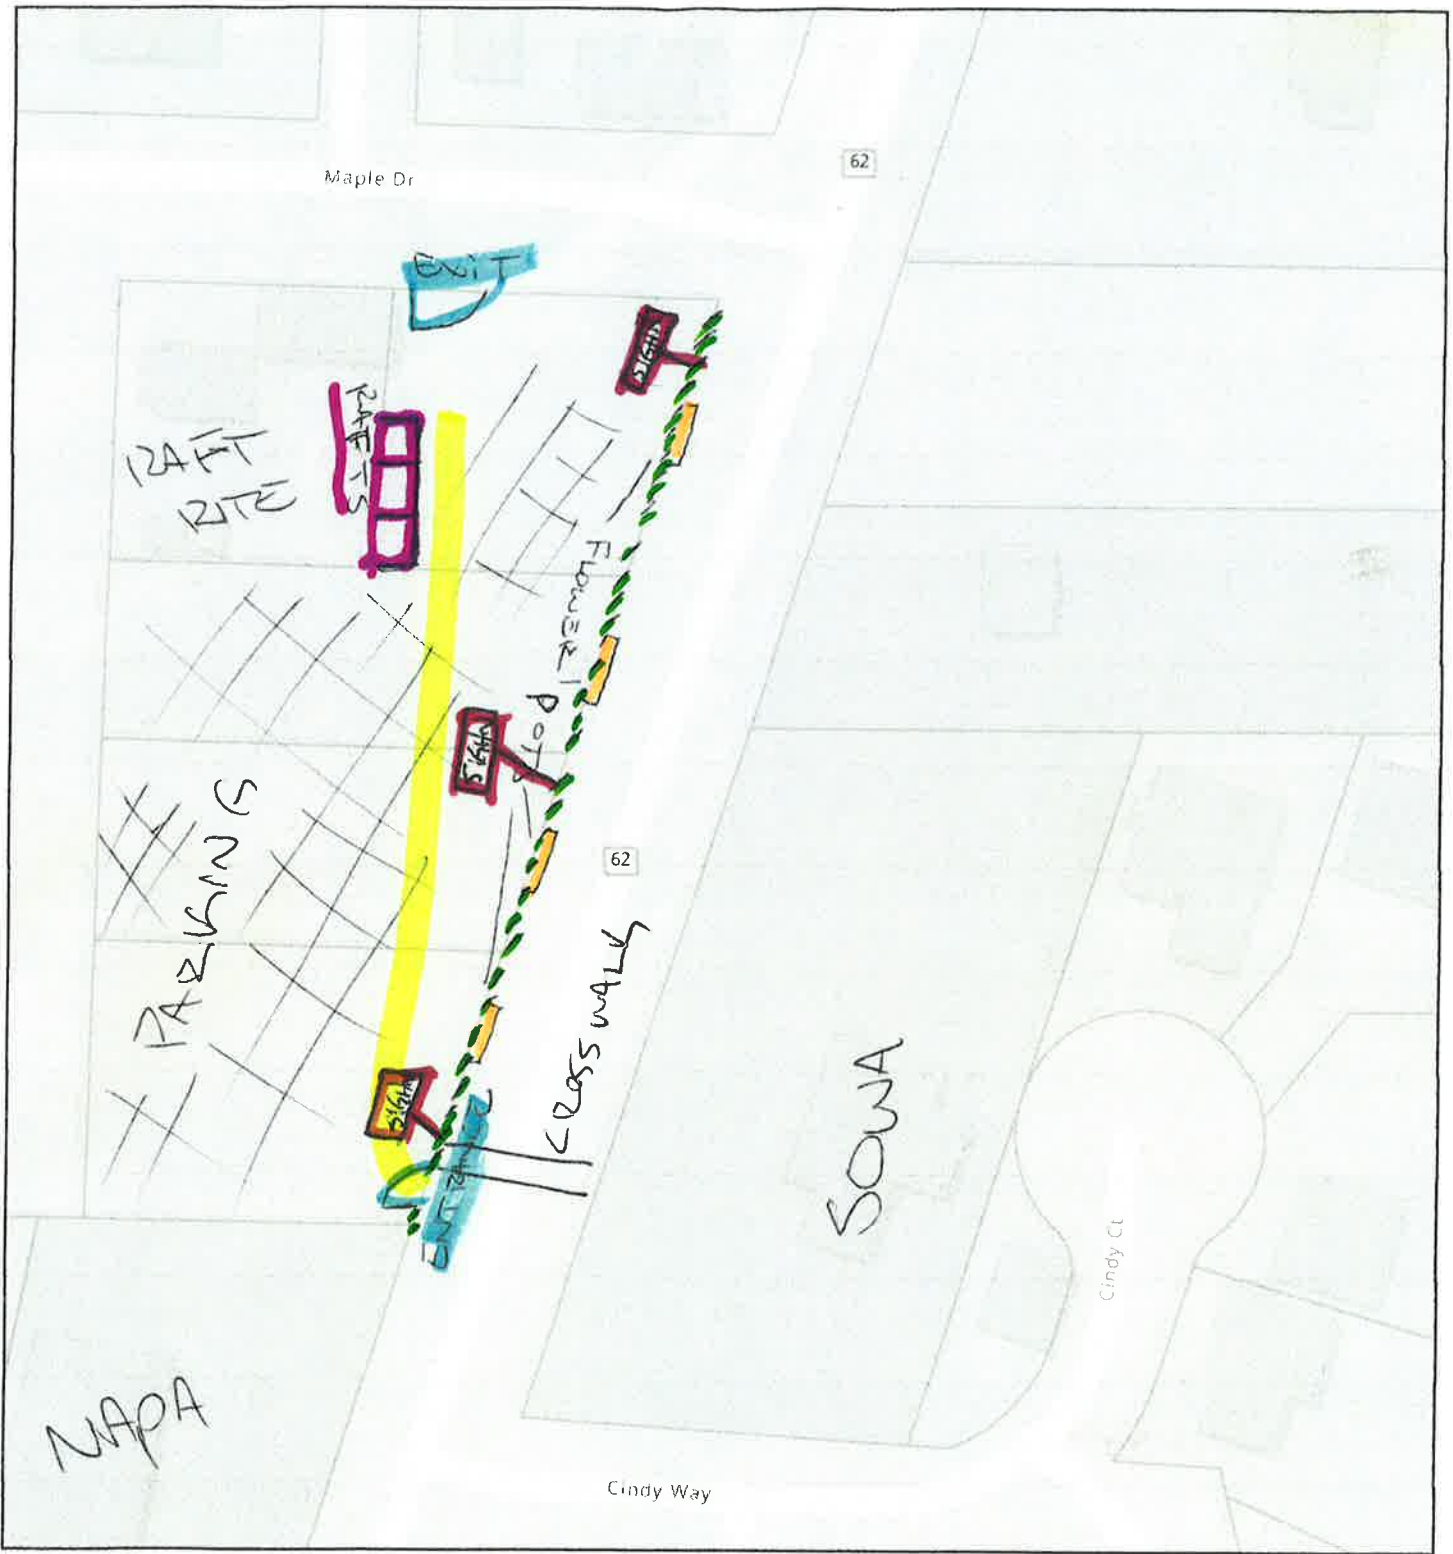 Maple Dr
62
EXIT
SIGN
RAFTS
RAFT
RITE
FLOWER
POT
SIGN
PARKING
62
CROSSWALK
SIGN
ENTRANCE
SOWA
Cindy Ct
NAPA
Cindy Way